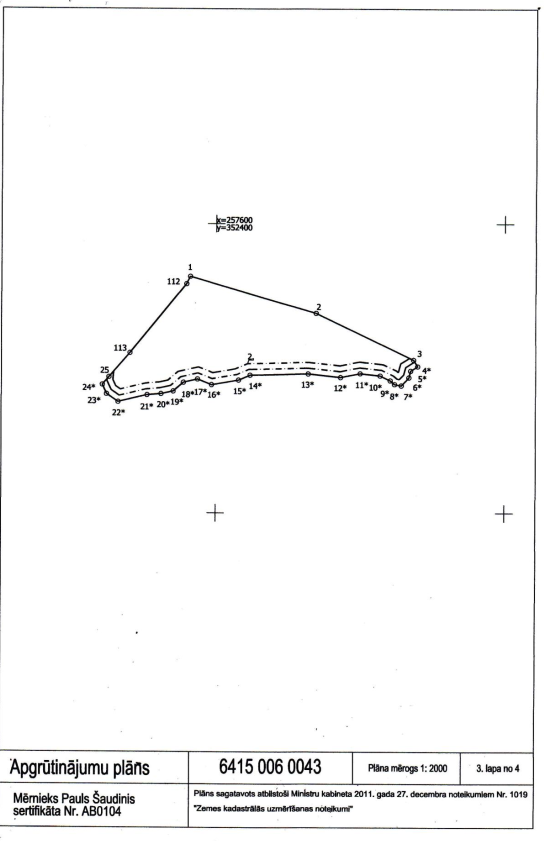 x=257600
y=352400
1
112
2
113
3
2
25
4*
24*
5*
14*
13*
12*
11*
10*
6*
23*
15*
9*
8*
7*
22*
21*
20*
19*
18*
17*
16*
Apgrūtinājumu plāns
6415 006 0043
Plāna mērogs 1: 2000
3. lapa no 4
Mērnieks Pauls Šaudinis
sertifikāta Nr. AB0104
Plāns sagatavots atbilstoši Ministru kabineta 2011. gada 27. decembra noteikumiem Nr. 1019
"Zemes kadastrālās uzmērīšanas noteikumi"